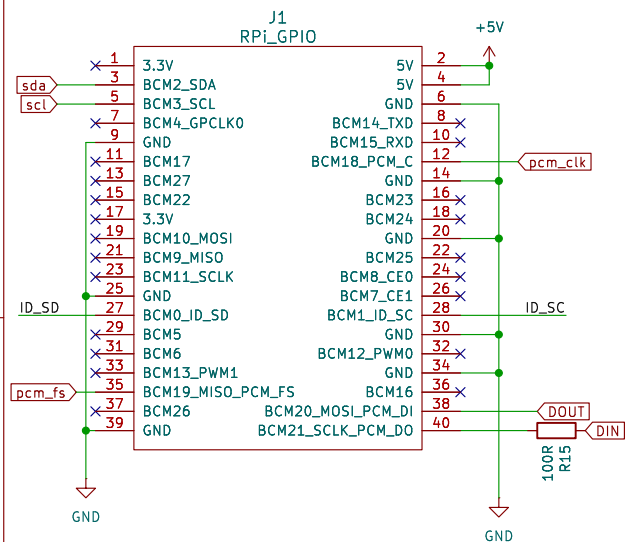 J1
RPi_GPIO
+5V
1 3.3V 5V 2
sda 3 BCM2_SDA 5V 4
scl 5 BCM3_SCL GND 6
7 BCM4_GPCLK0 BCM14_TXD 8
9 GND BCM15_RXD 10
11 BCM17 BCM18_PCM_C 12 pcm_clk
13 BCM27 GND 14
15 BCM22 BCM23 16
17 3.3V BCM24 18
19 BCM10_MOSI GND 20
21 BCM9_MISO BCM25 22
23 BCM11_SCLK BCM8_CE0 24
25 GND BCM7_CE1 26
ID_SD 27 BCM0_ID_SD BCM1_ID_SC 28 ID_SC
29 BCM5 GND 30
31 BCM6 BCM12_PWM0 32
33 BCM13_PWM1 GND 34
pcm_fs 35 BCM19_MISO_PCM_FS BCM16 36
37 BCM26 BCM20_MOSI_PCM_DI 38 DOUT
39 GND BCM21_SCLK_PCM_DO 40 DIN
100R
R15
GND
GND